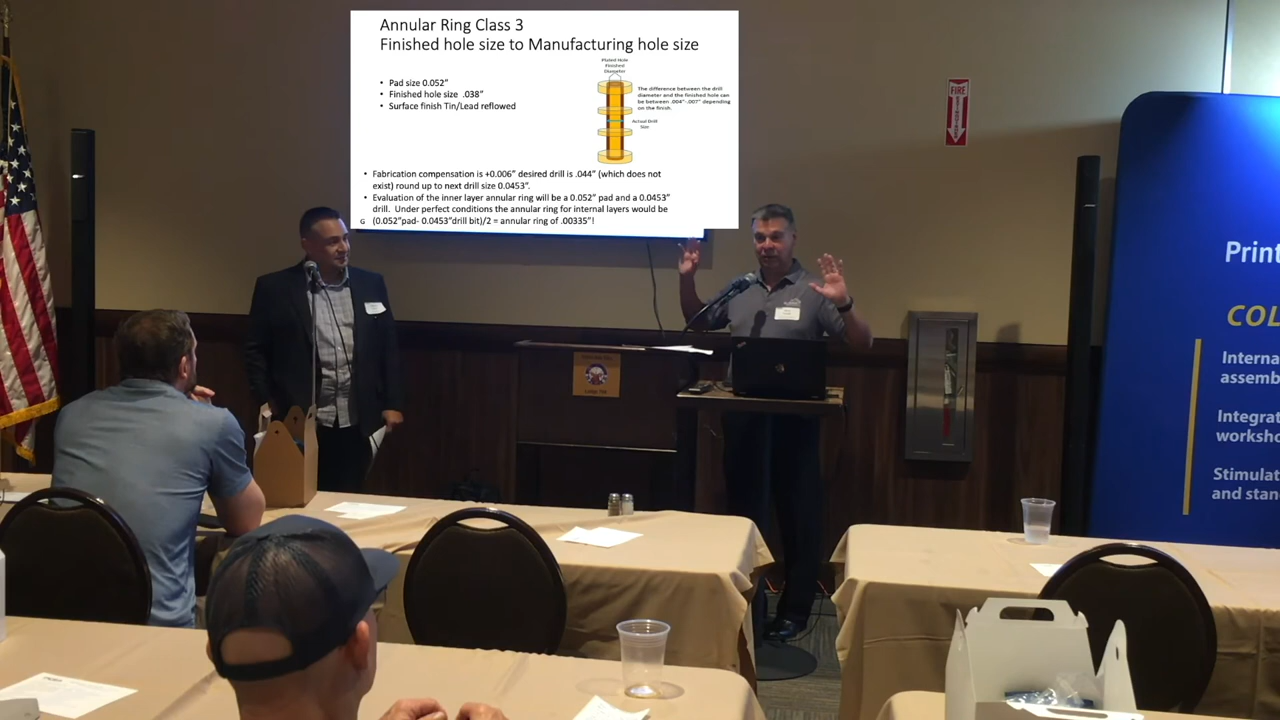 Annular Ring Class 3
Finished hole size to Manufacturing hole size
• Pad size 0.052”
• Finished hole size .038”
• Surface finish Tin/Lead reflowed
Plated Hole
Finished
Diameter
The difference between the drill
diameter and the finished hole can
be between .004"-.007" depending
on the finish.
Actual Drill
Size
• Fabrication compensation is +0.006” desired drill is .044” (which does not
exist) round up to next drill size 0.0453”.
• Evaluation of the inner layer annular ring will be a 0.052” pad and a 0.0453”
drill. Under perfect conditions the annular ring for internal layers would be
G (0.052”pad- 0.0453”drill bit)/2 = annular ring of .00335”!
FIRE
Print
COL
Interna
assemb
Integrat
worksho
Stimulat
and stan